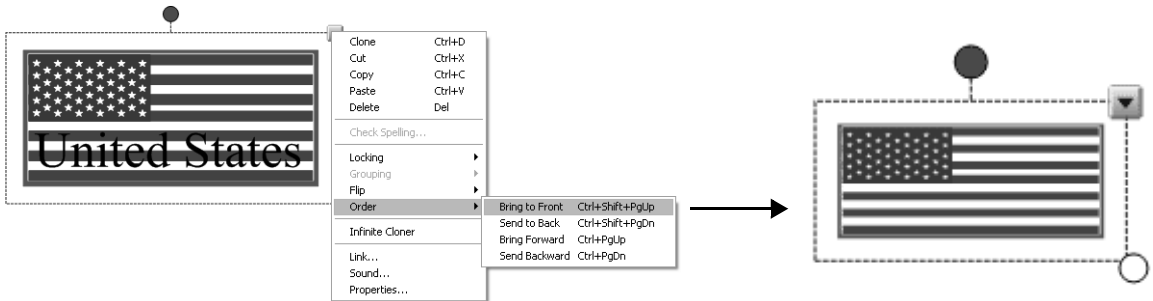 United States
Clone Ctrl+D
Cut Ctrl+X
Copy Ctrl+C
Paste Ctrl+V
Delete Del
Check Spelling...
Locking
Grouping
Flip
Order
Infinite Cloner
Link...
Sound...
Properties...
Bring to Front Ctrl+Shift+PgUp
Send to Back Ctrl+Shift+PgDn
Bring Forward Ctrl+PgUp
Send Backward Ctrl+PgDn